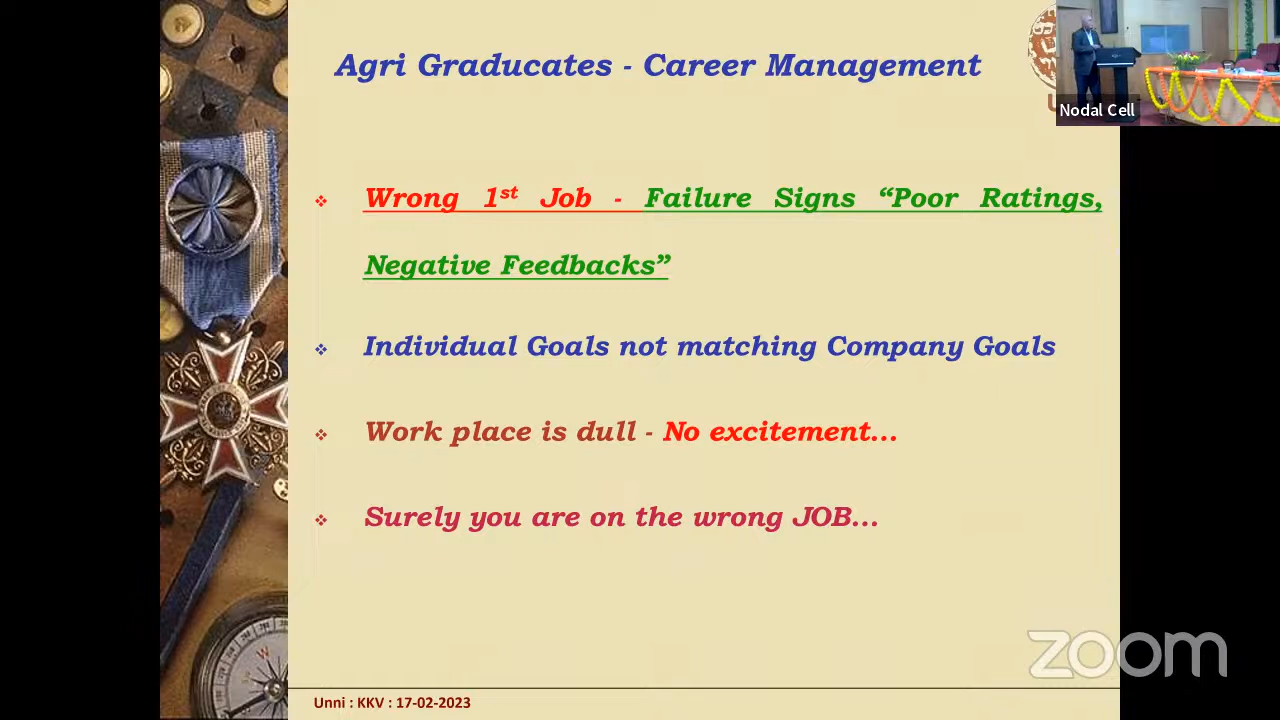 Agri Graducates - Career Management
Nodal Cell
❖ Wrong 1st Job - Failure Signs “Poor Ratings,
Negative Feedbacks”
❖ Individual Goals not matching Company Goals
❖ Work place is dull - No excitement...
❖ Surely you are on the wrong JOB...
zoom
Unni : KKV : 17-02-2023